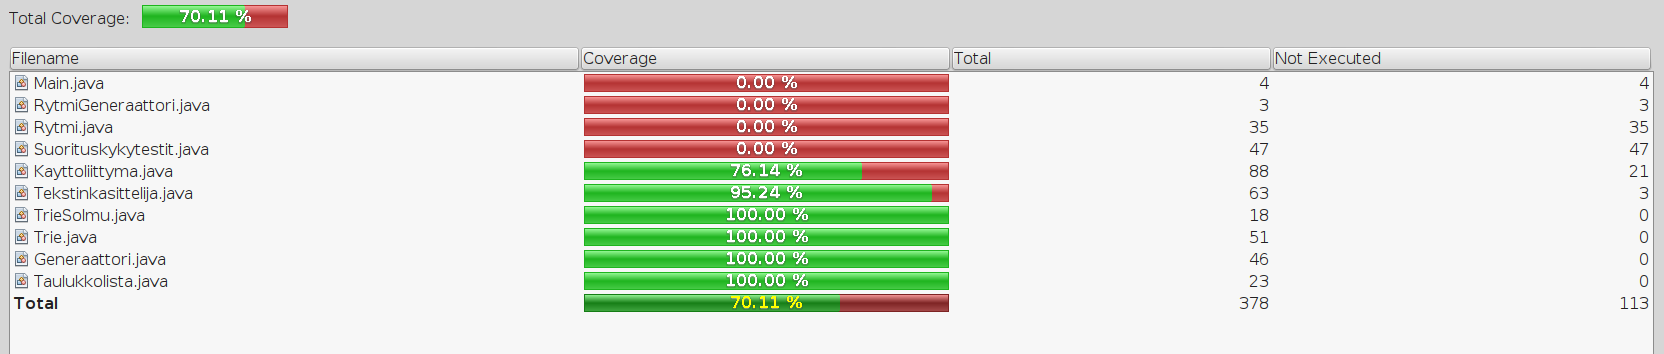 Total Coverage: 70.11 %
Filename Coverage Total Not Executed
Main.java 0.00 % 4 4
RytmiGeneraattori.java 0.00 % 3 3
Rytmi.java 0.00 % 35 35
Suorituskykytestit.java 0.00 % 47 47
Kayttoliittyma.java 76.14 % 88 21
Tekstinkasittelija.java 95.24 % 63 3
TrieSolmu.java 100.00 % 18 0
Trie.java 100.00 % 51 0
Generaattori.java 100.00 % 46 0
Taulukkolista.java 100.00 % 23 0
Total 70.11 % 378 113